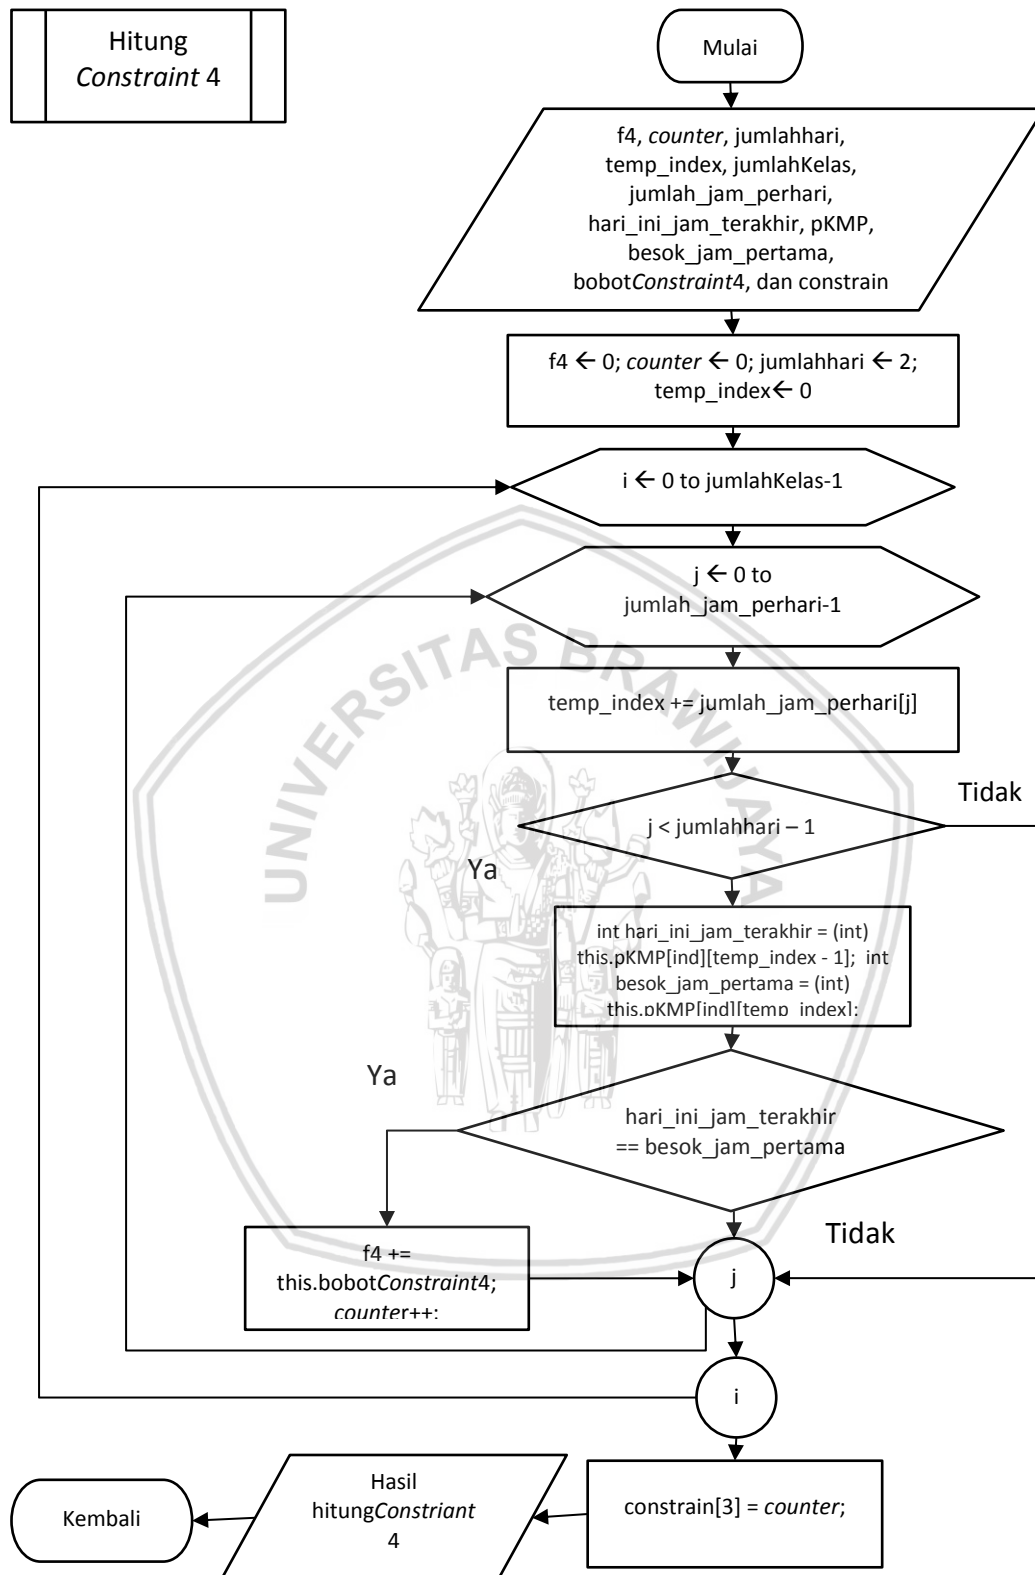 Hitung
Constraint 4
Mulai
f4, counter, jumlahhari,
temp_index, jumlahKelas,
jumlah_jam_perhari,
hari_ini_jam_terakhir, pKMP,
besok_jam_pertama,
bobotConstraint4, dan constrain
f4 ← 0; counter ← 0; jumlahhari ← 2;
temp_index← 0
i ← 0 to jumlahKelas-1
j ← 0 to
jumlah_jam_perhari-1
temp_index += jumlah_jam_perhari[j]
Tidak
j < jumlahhari – 1
Ya
int hari_ini_jam_terakhir = (int)
this.pKMP[ind][temp_index - 1]; int
besok_jam_pertama = (int)
this.pKMP[ind][temp_index];
Ya
hari_ini_jam_terakhir
== besok_jam_pertama
Tidak
f4 +=
this.bobotConstraint4;
counter++;
j
i
constrain[3] = counter;
Hasil
hitungConstriant
4
Kembali
UNIVERSITAS BRAWIJAYA